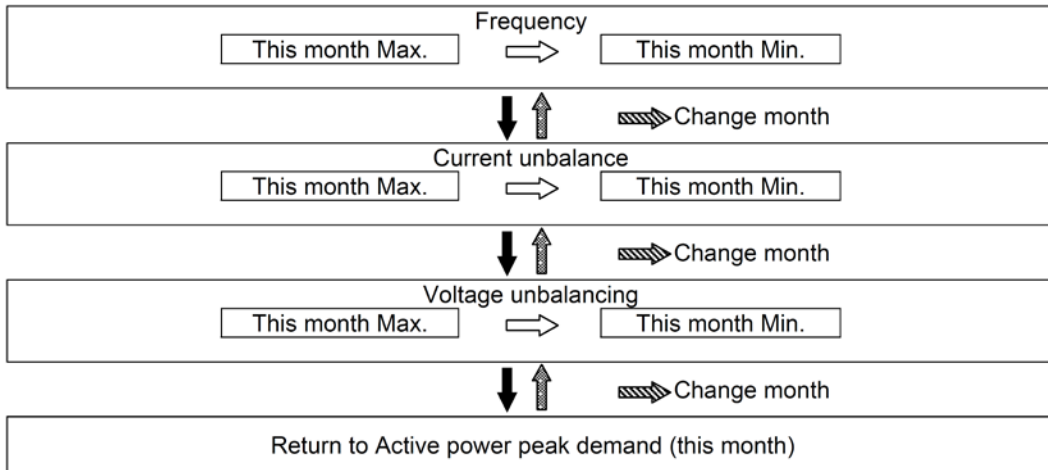 Frequency
This month Max.
This month Min.
Change month
Current unbalance
This month Max.
This month Min.
Change month
Voltage unbalancing
This month Max.
This month Min.
Change month
Return to Active power peak demand (this month)